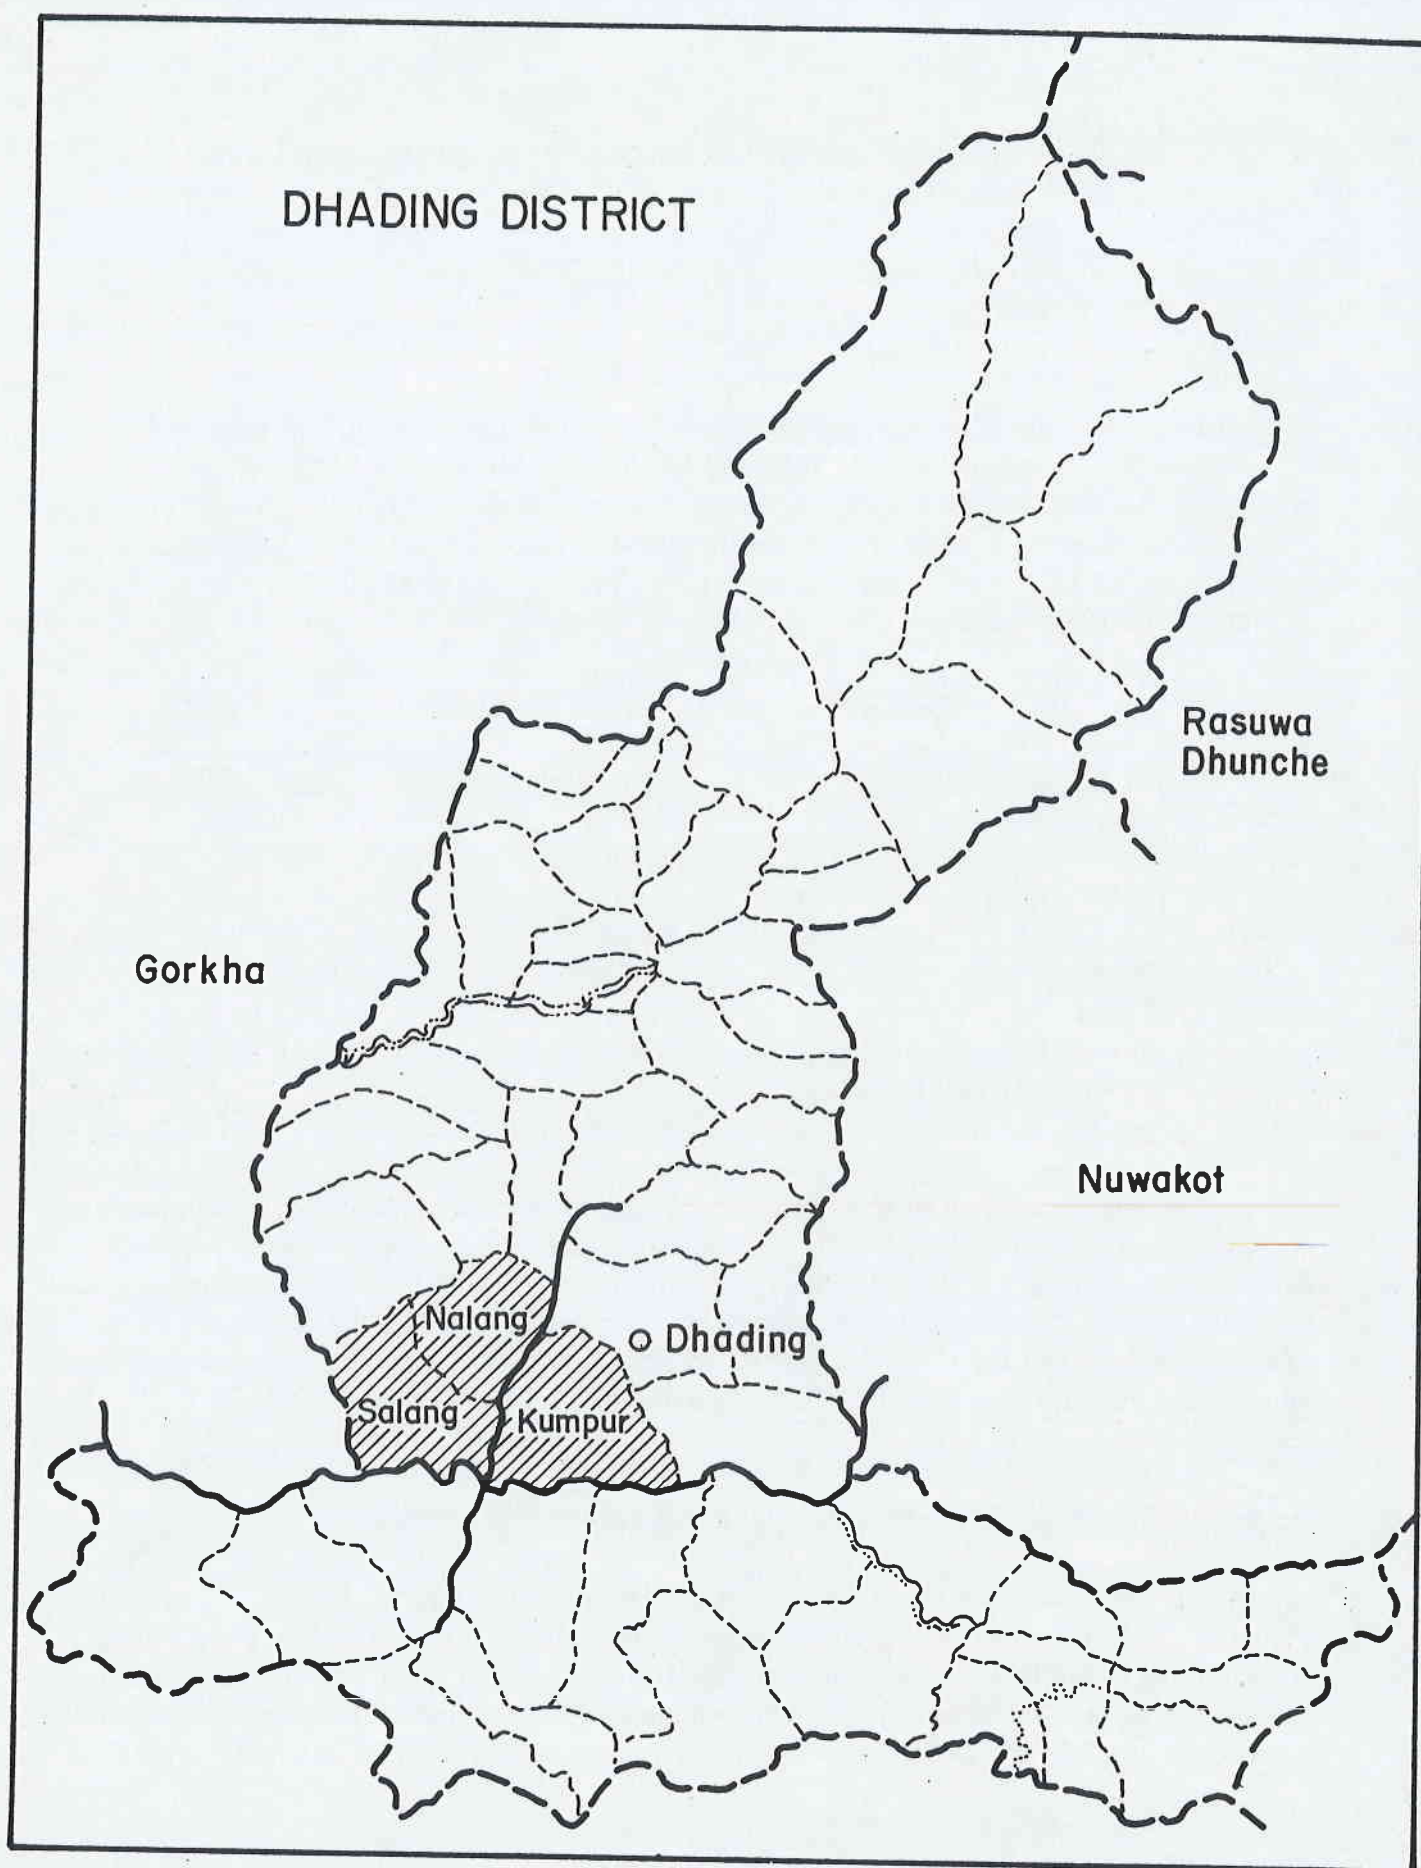 DHADING DISTRICT
Rasuwa
Dhunche
Gorkha
Nuwakot
Nalang
Dhading
Salang
Kumpur